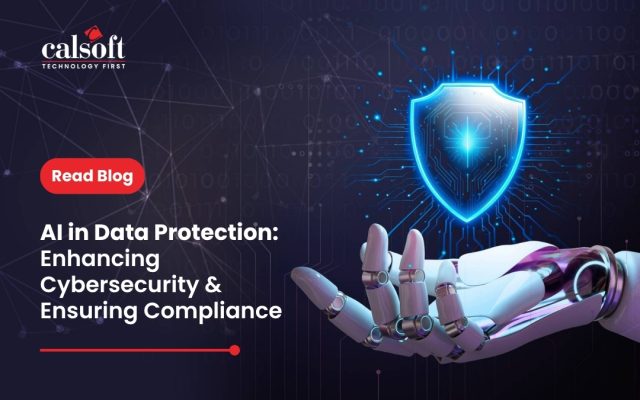 calsoft
TECHNOLOGY FIRST
Read Blog
AI in Data Protection:
Enhancing
Cybersecurity &
Ensuring Compliance